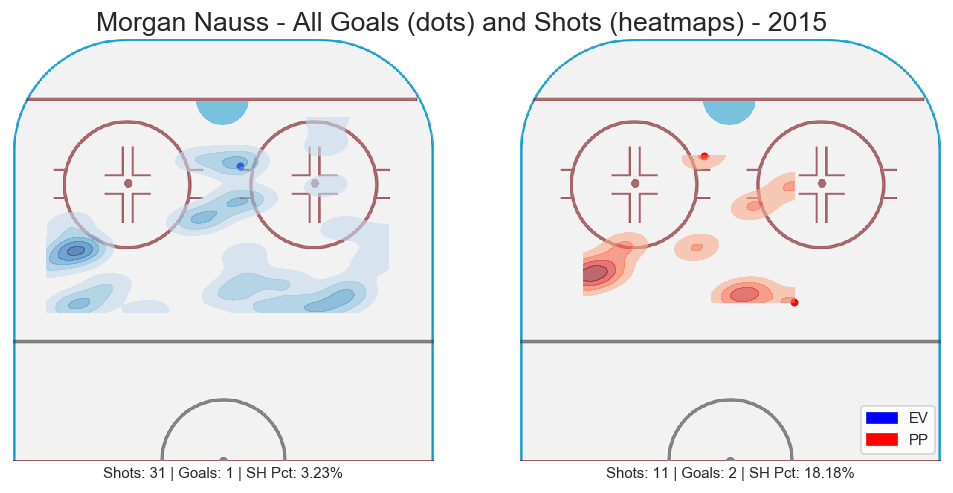 Morgan Nauss - All Goals (dots) and Shots (heatmaps) - 2015
EV
PP
Shots: 31 | Goals: 1 | SH Pct: 3.23%
Shots: 11 | Goals: 2 | SH Pct: 18.18%